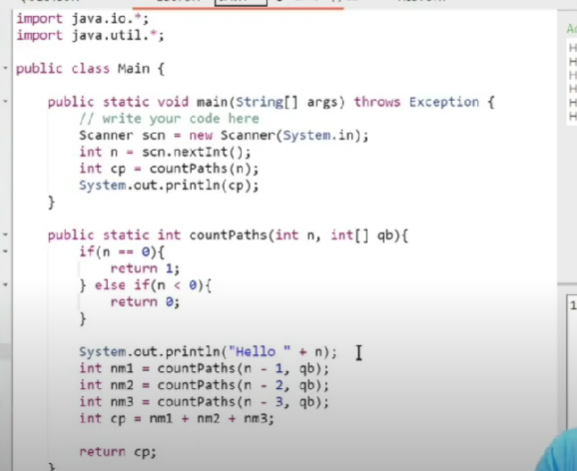 import java.io.*;
import java.util.*;
public class Main {
public static void main(String[] args) throws Exception {
// write your code here
Scanner scn = new Scanner(System.in);
int n = scn.nextInt();
int cp = countPaths(n);
System.out.println(cp);
}
public static int countPaths(int n, int[] qb){
if(n == 0){
return 1;
} else if(n < 0){
return 0;
}
System.out.println("Hello " + n);
int nm1 = countPaths(n - 1, qb);
int nm2 = countPaths(n - 2, qb);
int nm3 = countPaths(n - 3, qb);
int cp = nm1 + nm2 + nm3;
return cp;
}
H
H
H
H
H
H
1